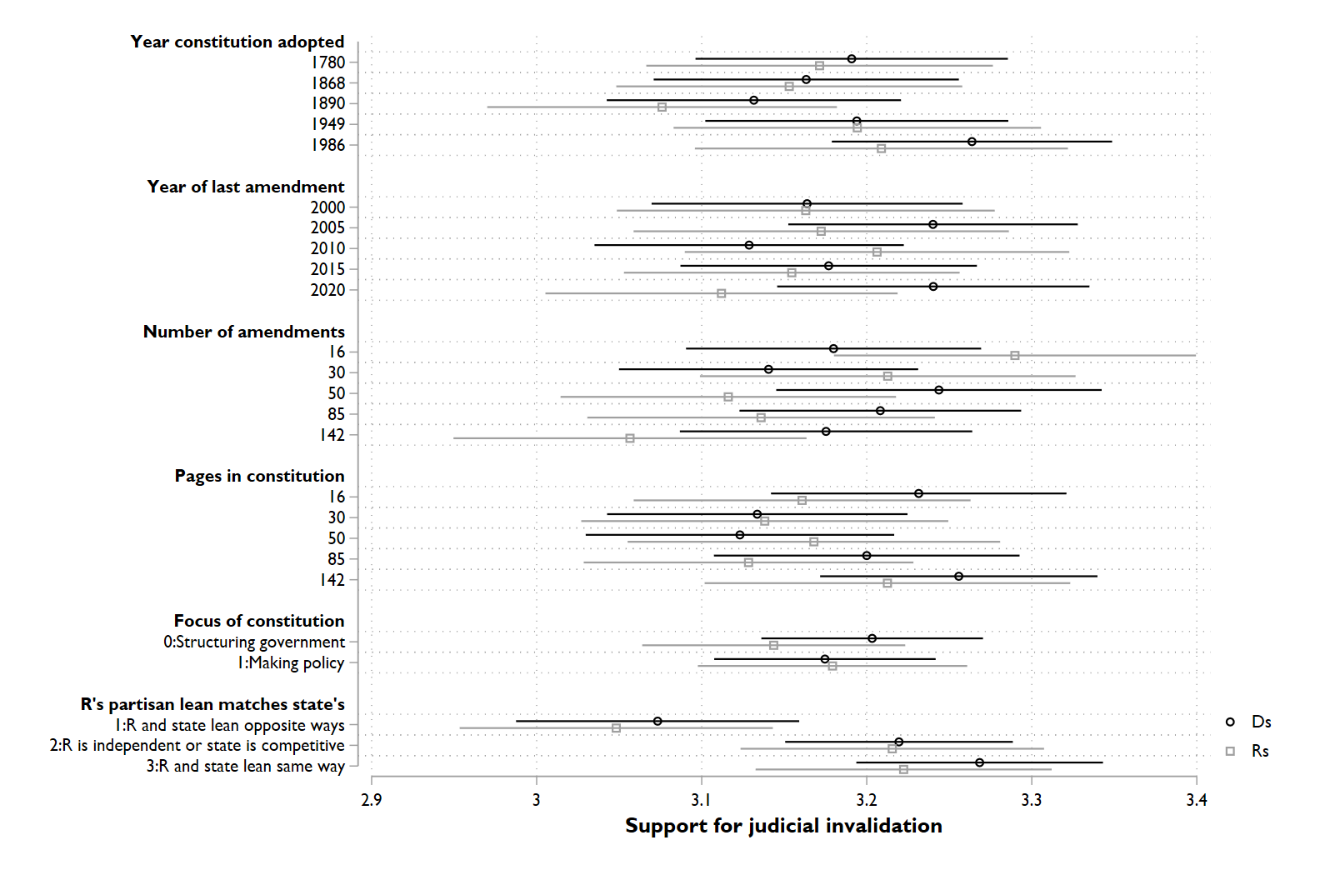 Year constitution adopted
1780
1868
1890
1949
1986
Year of last amendment
2000
2005
2010
2015
2020
Number of amendments
16
30
50
85
142
Pages in constitution
16
30
50
85
142
Focus of constitution
0:Structuring government
1:Making policy
R's partisan lean matches state's
1:R and state lean opposite ways
2:R is independent or state is competitive
3:R and state lean same way
Ds
Rs
2.9 3 3.1 3.2 3.3 3.4
Support for judicial invalidation